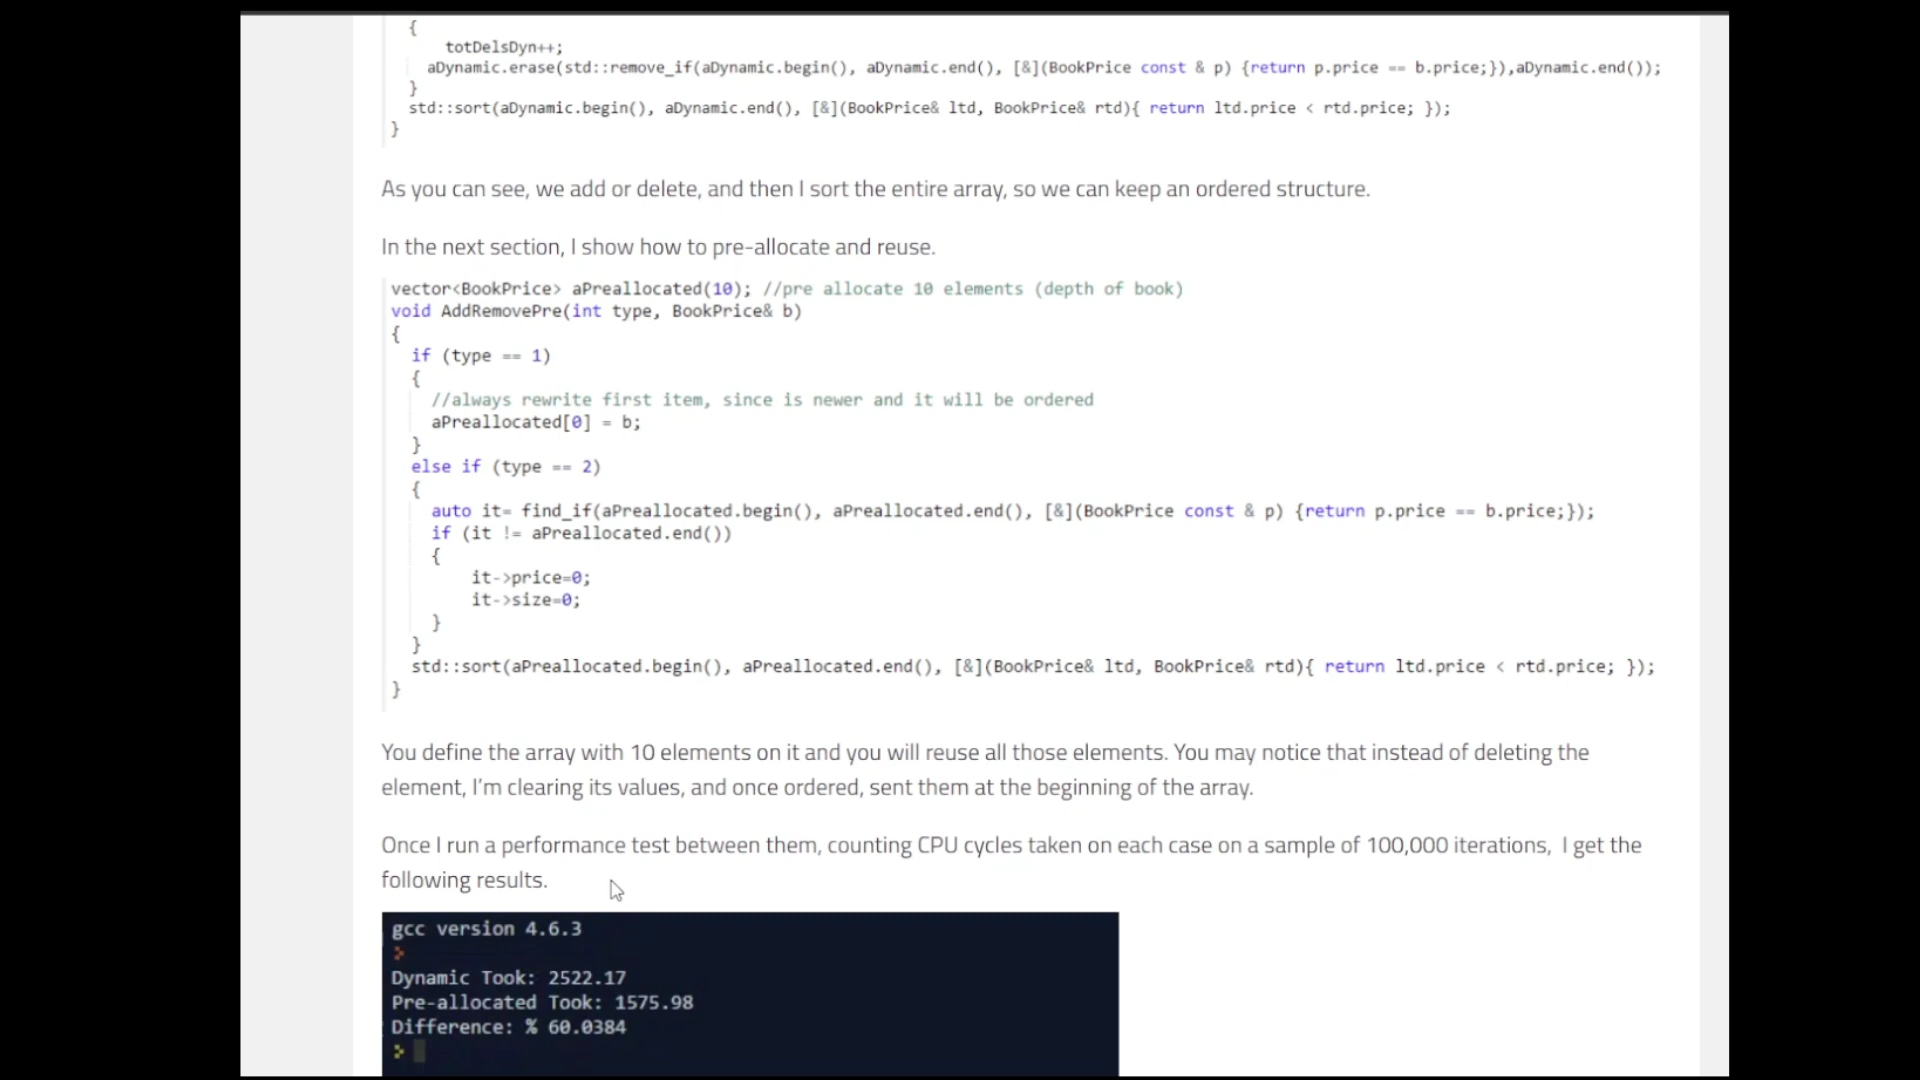 {
totDelsDyn++;
aDynamic.erase(std::remove_if(aDynamic.begin(), aDynamic.end(), [&](BookPrice const & p) {return p.price == b.price;}),aDynamic.end());
}
std::sort(aDynamic.begin(), aDynamic.end(), [&](BookPrice& ltd, BookPrice& rtd){ return ltd.price < rtd.price; });
}
As you can see, we add or delete, and then I sort the entire array, so we can keep an ordered structure.
In the next section, I show how to pre-allocate and reuse.
vector<BookPrice> aPreallocated(10); //pre allocate 10 elements (depth of book)
void AddRemovePre(int type, BookPrice& b)
{
if (type == 1)
{
//always rewrite first item, since is newer and it will be ordered
aPreallocated[0] = b;
}
else if (type == 2)
{
auto it= find_if(aPreallocated.begin(), aPreallocated.end(), [&](BookPrice const & p) {return p.price == b.price;});
if (it != aPreallocated.end())
{
it->price=0;
it->size=0;
}
}
std::sort(aPreallocated.begin(), aPreallocated.end(), [&](BookPrice& ltd, BookPrice& rtd){ return ltd.price < rtd.price; });
}
You define the array with 10 elements on it and you will reuse all those elements. You may notice that instead of deleting the
element, I'm clearing its values, and once ordered, sent them at the beginning of the array.
Once I run a performance test between them, counting CPU cycles taken on each case on a sample of 100,000 iterations, I get the
following results.
gcc version 4.6.3
>
Dynamic Took: 2522.17
Pre-allocated Took: 1575.98
Difference: % 60.0384
>